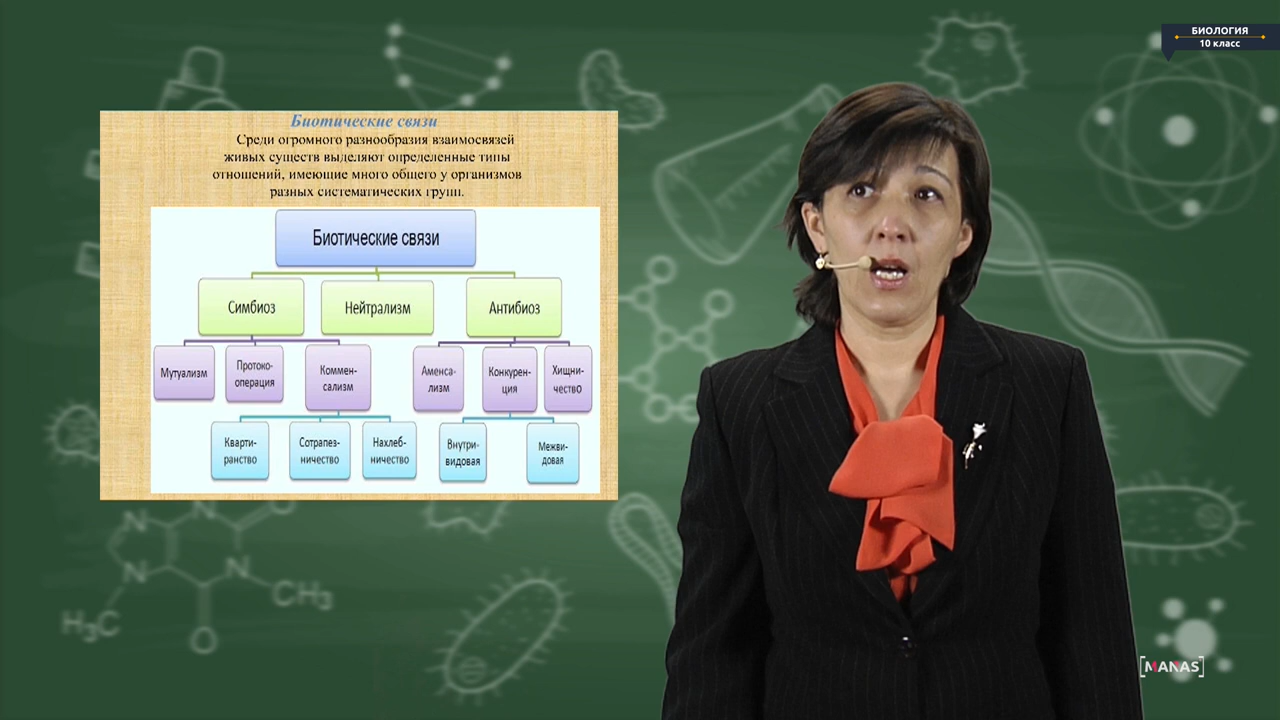 БИОЛОГИЯ
10 класс
Биотические связи
Среди огромного разнообразия взаимосвязей
живых существ выделяют определенные типы
отношений, имеющие много общего у организмов
разных систематических групп.
Биотические связи
Симбиоз
Нейтрализм
Антибиоз
Мутуализм
Протоко-
операция
Коммен-
сализм
Аменса-
лизм
Конкурен-
ция
Хищни-
чество
Кварти-
ранство
Сотрапез-
ничество
Нахлеб-
ничество
Внутри-
видовая
Межви-
довая
N
N
N
N
H₃C
CH₃
O
[MANAS]